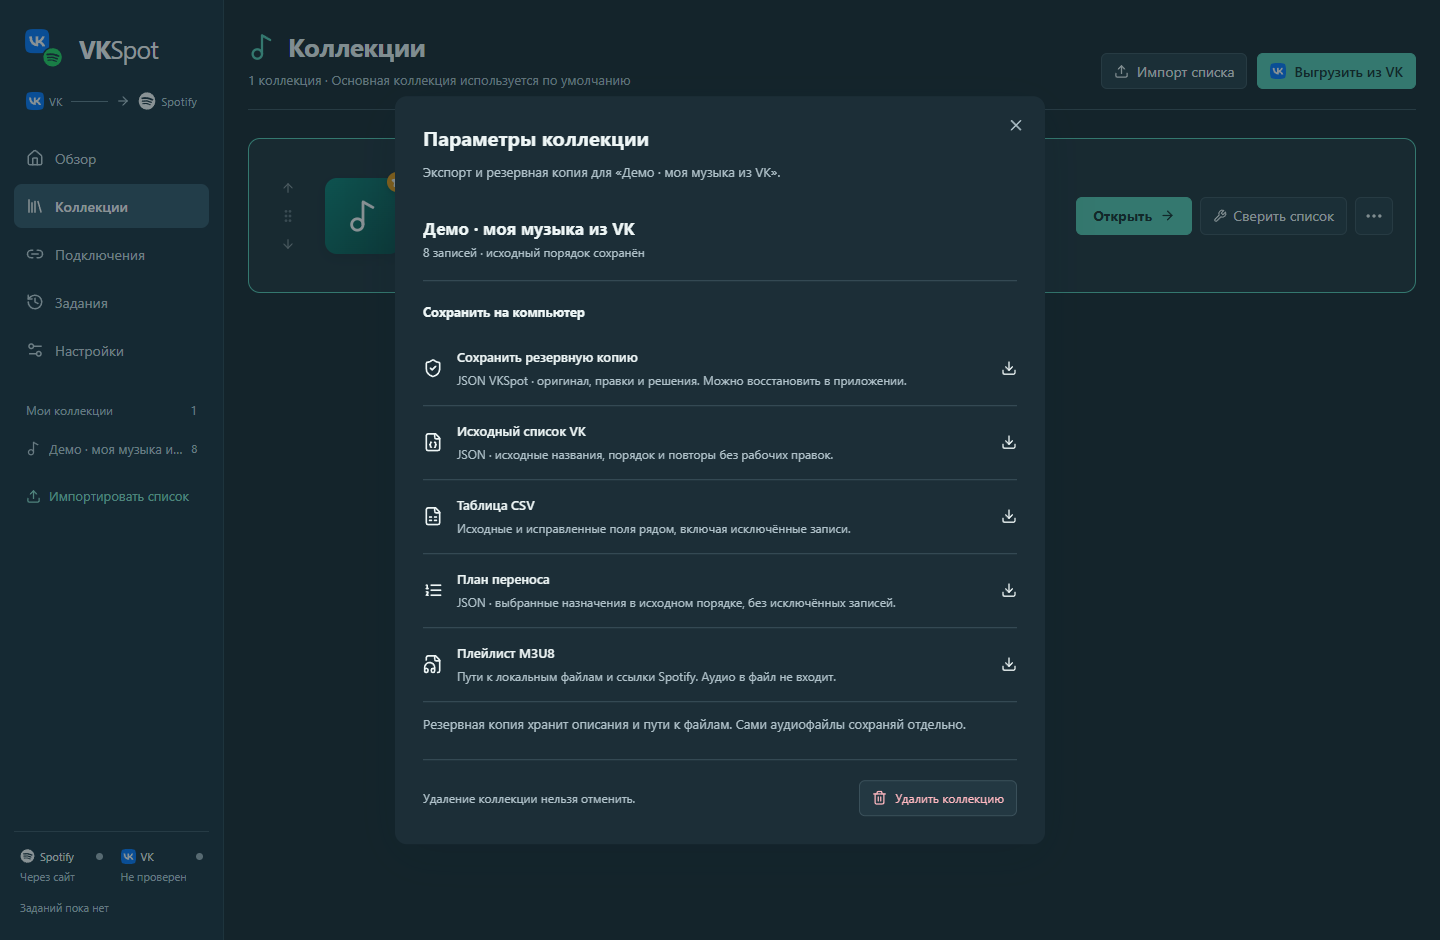 VKSpot
VK
Spotify
Обзор
Коллекции
Подключения
Задания
Настройки
Мои коллекции 1
Демо · моя музыка и... 8
Импортировать список
Spotify
Через сайт
VK
Не проверен
Заданий пока нет
Коллекции
1 коллекция · Основная коллекция используется по умолчанию
Импорт списка
Выгрузить из VK
Открыть
Сверить список
Параметры коллекции
Экспорт и резервная копия для «Демо · моя музыка из VK».
Демо · моя музыка из VK
8 записей · исходный порядок сохранён
Сохранить на компьютер
Сохранить резервную копию
JSON VKSpot · оригинал, правки и решения. Можно восстановить в приложении.
Исходный список VK
JSON · исходные названия, порядок и повторы без рабочих правок.
Таблица CSV
Исходные и исправленные поля рядом, включая исключённые записи.
План переноса
JSON · выбранные назначения в исходном порядке, без исключённых записей.
Плейлист M3U8
Пути к локальным файлам и ссылки Spotify. Аудио в файл не входит.
Резервная копия хранит описания и пути к файлам. Сами аудиофайлы сохраняй отдельно.
Удаление коллекции нельзя отменить.
Удалить коллекцию